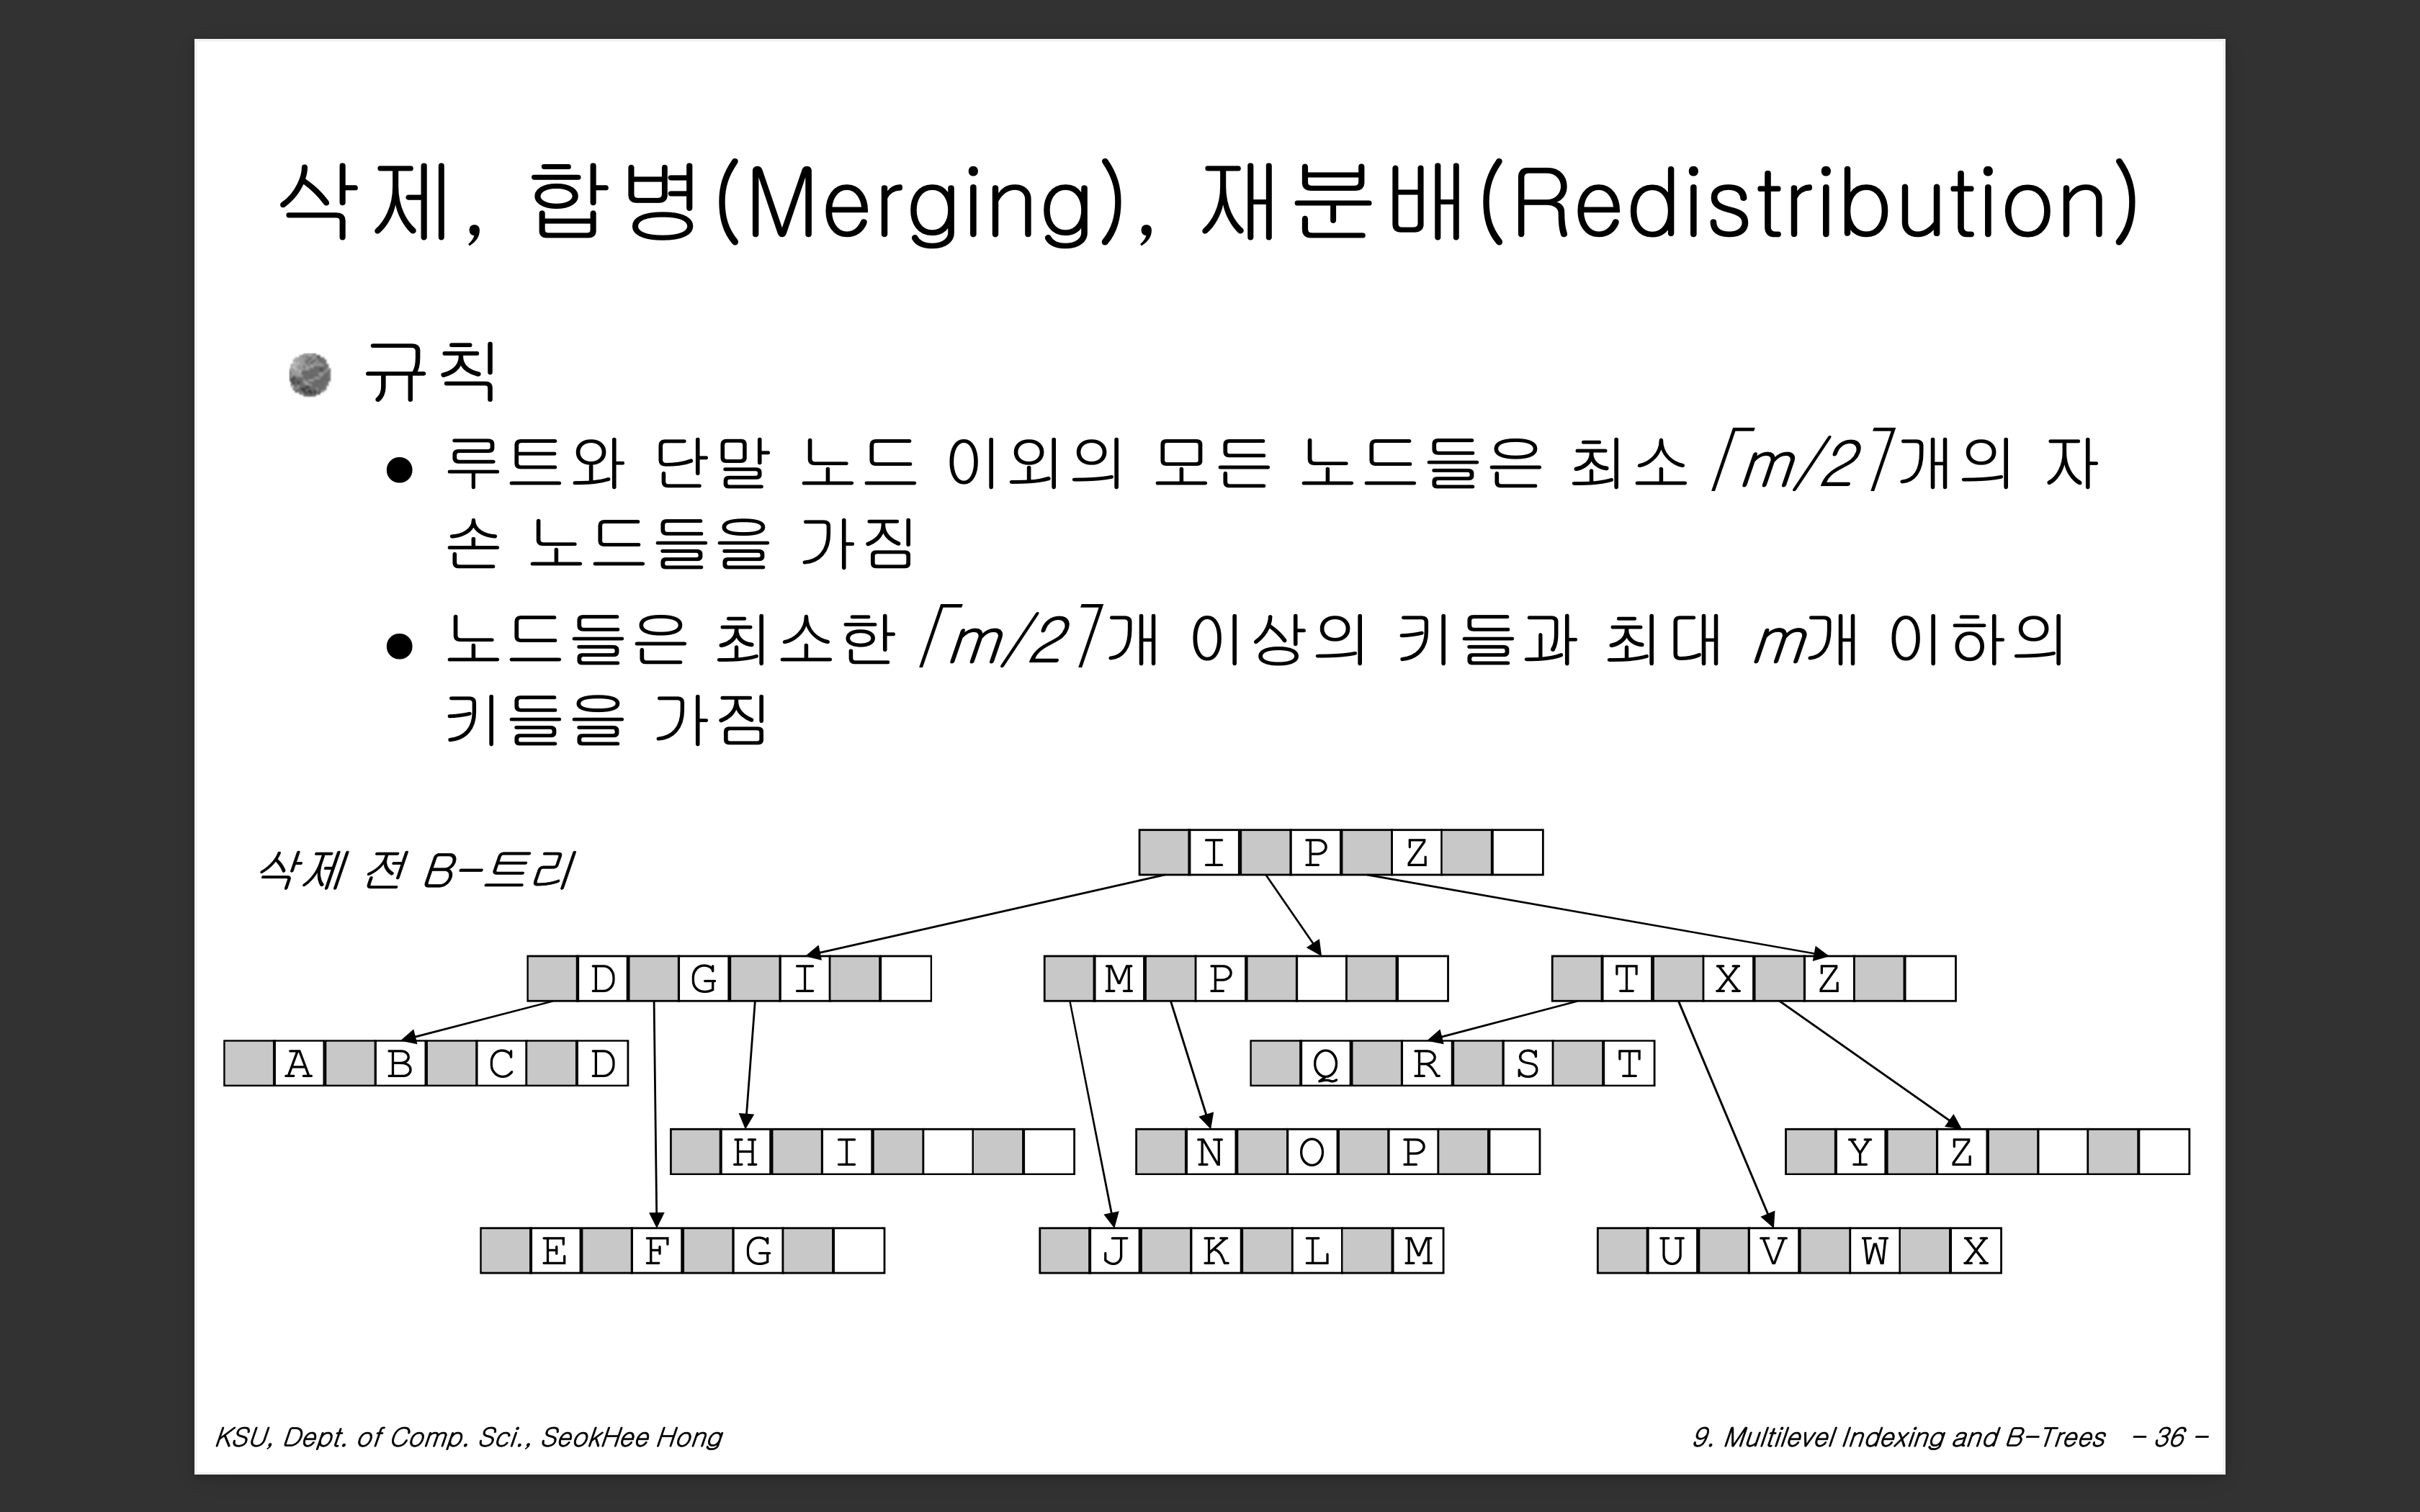 삭제, 합병(Merging), 재분배(Redistribution)
규칙
루트와 단말 노드 이외의 모든 노드들은 최소 ⌈m/2⌉개의 자
손 노드들을 가짐
노드들은 최소한 ⌈m/2⌉개 이상의 키들과 최대 m개 이하의
키들을 가짐
삭제 전 B-트리
I P Z
D G I
M P
T X Z
A B C D
Q R S T
H I
N O P
Y Z
E F G
J K L M
U V W X
KSU, Dept. of Comp. Sci., SeokHee Hong
9. Multilevel Indexing and B-Trees - 36 -